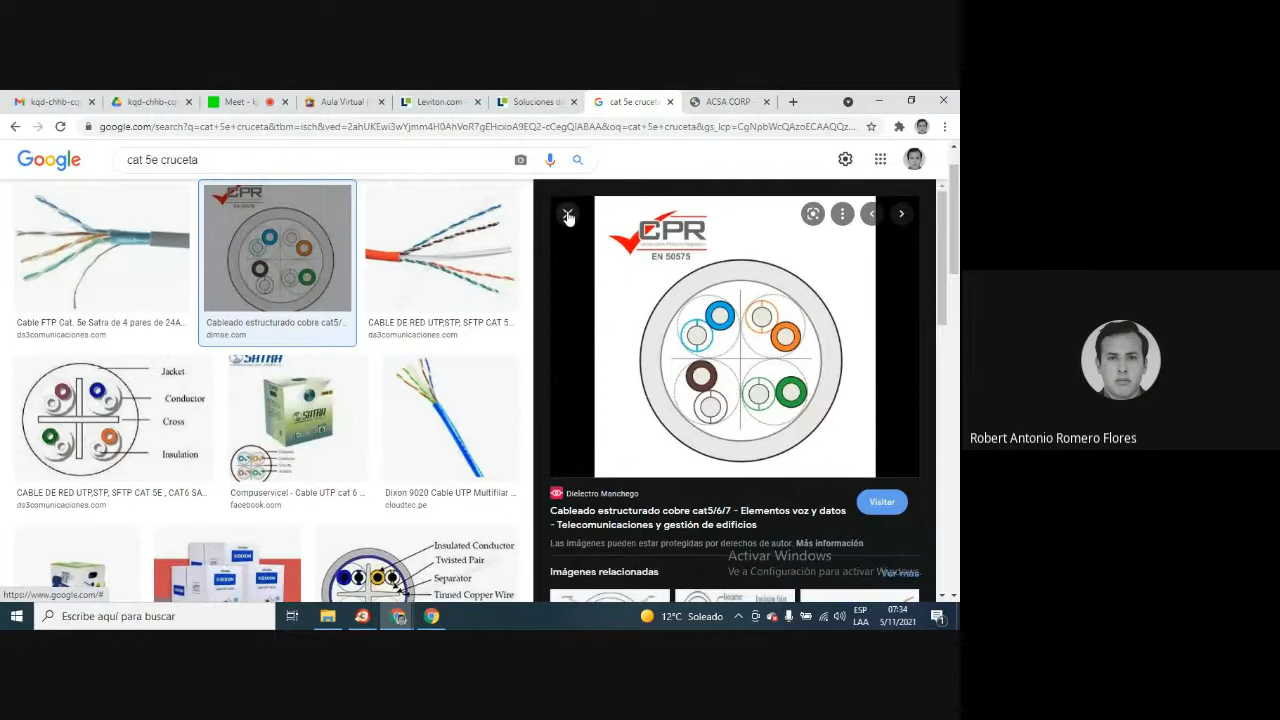 kqd-chhb-cq
kqd-chhb-cq
Meet - k
Aula Virtual
Leviton.com -
Soluciones d
cat 5e cruceta
ACSA CORP -
google.com/search?q=cat+5e+cruceta&tbm=isch&ved=2ahUKEwi3wYjmm4H0AhVoR7gEHcxoA9EQ2-cCegQIABAA&oq=cat+5e+cruceta&gs_lcp=CgNpbWcQAzoECAAQQz...
Google
cat 5e cruceta
CPR
EN 50575
Cable FTP Cat. 5e Satra de 4 pares de 24A...
ds3comunicaciones.com
Cableado estructurado cobre cat5/...
dimae.com
CABLE DE RED UTP,STP, SFTP CAT 5...
ds3comunicaciones.com
Jacket
Conductor
Cross
Insulation
CABLE DE RED UTP,STP, SFTP CAT 5E , CAT6 SA...
ds3comunicaciones.com
SATRA
Compuservicel - Cable UTP cat 6 ...
facebook.com
Dixon 9020 Cable UTP Multifilar ...
cloudtec.pe
DIXON
Insulated Conductor
Twisted Pair
Separator
Tinned Copper Wire
https://www.google.com/#
CPR
EN 50575
Dielectro Manchego
Visitar
Cableado estructurado cobre cat5/6/7 - Elementos voz y datos
- Telecomunicaciones y gestión de edificios
Las imágenes pueden estar protegidas por derechos de autor. Más información
Activar Windows
Ve a Configuración para activar Windows.
Imágenes relacionadas
Ver más
Escribe aquí para buscar
12°C Soleado
ESP
LAA
07:34
5/11/2021
1
Robert Antonio Romero Flores